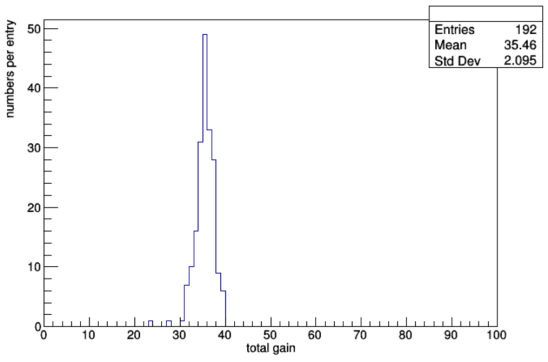 Entries 192
Mean 35.46
Std Dev 2.095
numbers per entry
50
40
30
20
10
0
0 10 20 30 40 50 60 70 80 90 100
total gain